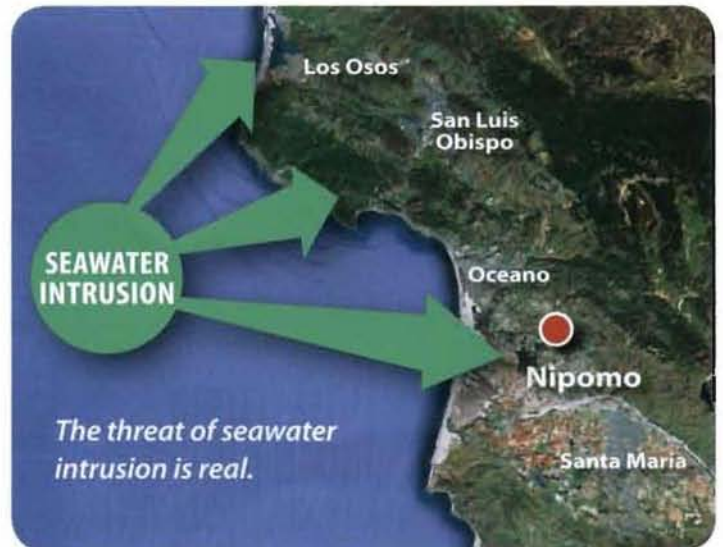 Los Osos
San Luis
Obispo
SEAWATER
INTRUSION
Oceano
Nipomo
The threat of seawater
intrusion is real.
Santa Maria